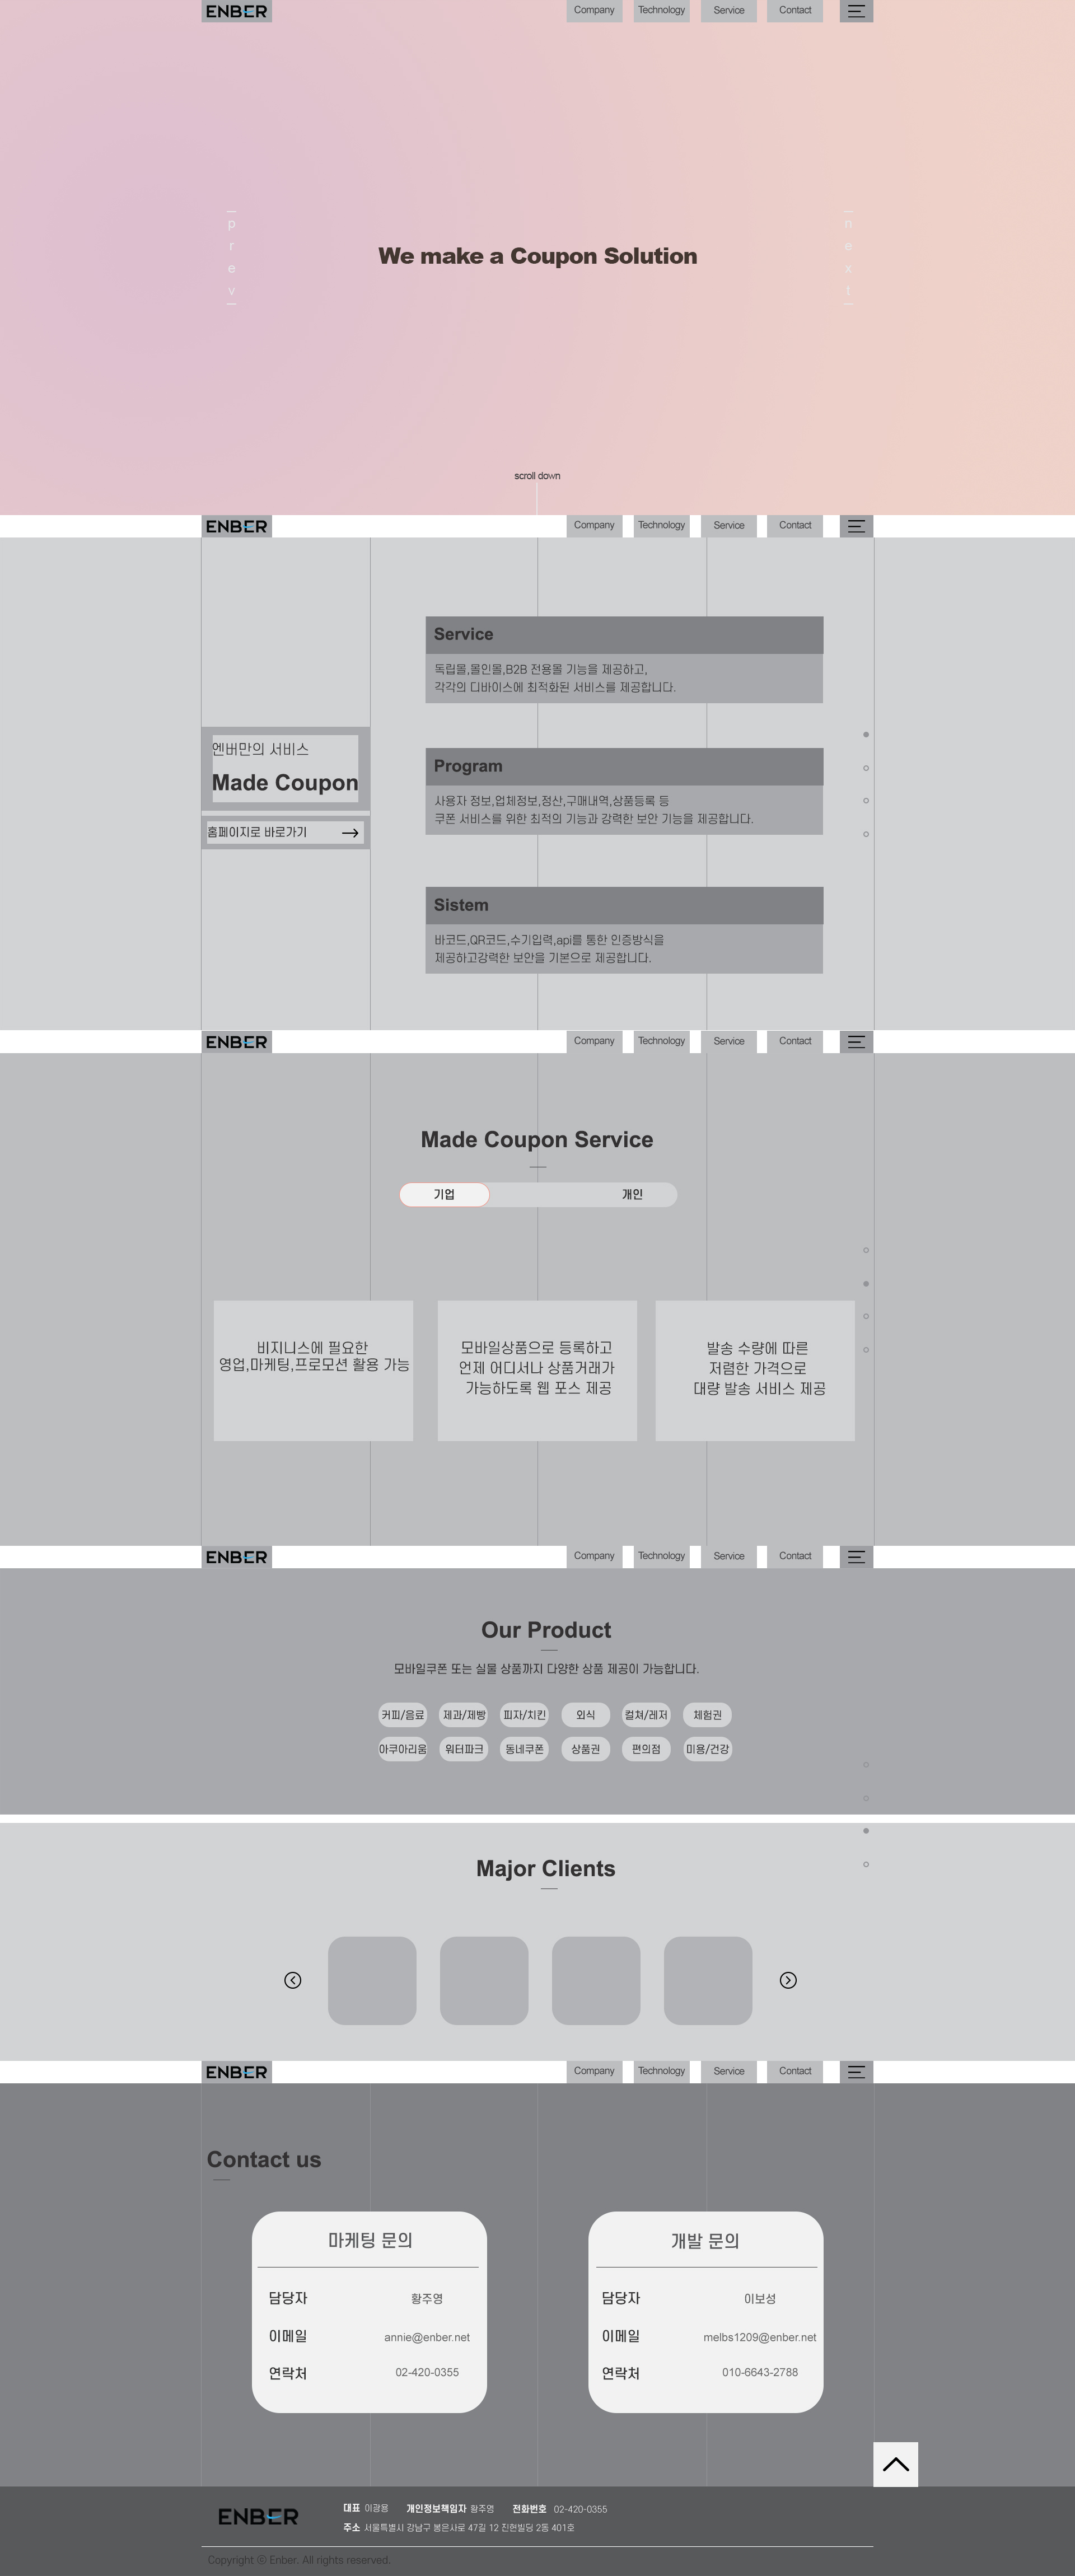 ENBER
Company Technology Service Contact
prev
next
We make a Coupon Solution
scroll down
ENBER
Company Technology Service Contact
Service
독립몰,몰인몰,B2B 전용몰 기능을 제공하고,
각각의 디바이스에 최적화된 서비스를 제공합니다.
엔버만의 서비스
Made Coupon
홈페이지로 바로가기
Program
사용자 정보,업체정보,정산,구매내역,상품등록 등
쿠폰 서비스를 위한 최적의 기능과 강력한 보안 기능을 제공합니다.
Sistem
바코드,QR코드,수기입력,api를 통한 인증방식을
제공하고강력한 보안을 기본으로 제공합니다.
ENBER
Company Technology Service Contact
Made Coupon Service
기업 개인
비지니스에 필요한
영업,마케팅,프로모션 활용 가능
모바일상품으로 등록하고
언제 어디서나 상품거래가
가능하도록 웹 포스 제공
발송 수량에 따른
저렴한 가격으로
대량 발송 서비스 제공
ENBER
Company Technology Service Contact
Our Product
모바일쿠폰 또는 실물 상품까지 다양한 상품 제공이 가능합니다.
커피/음료 제과/제빵 피자/치킨 외식 컬쳐/레저 체험권
아쿠아리움 워터파크 동네쿠폰 상품권 편의점 미용/건강
Major Clients
ENBER
Company Technology Service Contact
Contact us
마케팅 문의
담당자 황주영
이메일 annie@enber.net
연락처 02-420-0355
개발 문의
담당자 이보성
이메일 melbs1209@enber.net
연락처 010-6643-2788
ENBER
대표 이광용 개인정보책임자 황주영 전화번호 02-420-0355
주소 서울특별시 강남구 봉은사로 47길 12 진현빌딩 2동 401호
Copyright ⓒ Enber. All rights reserved.